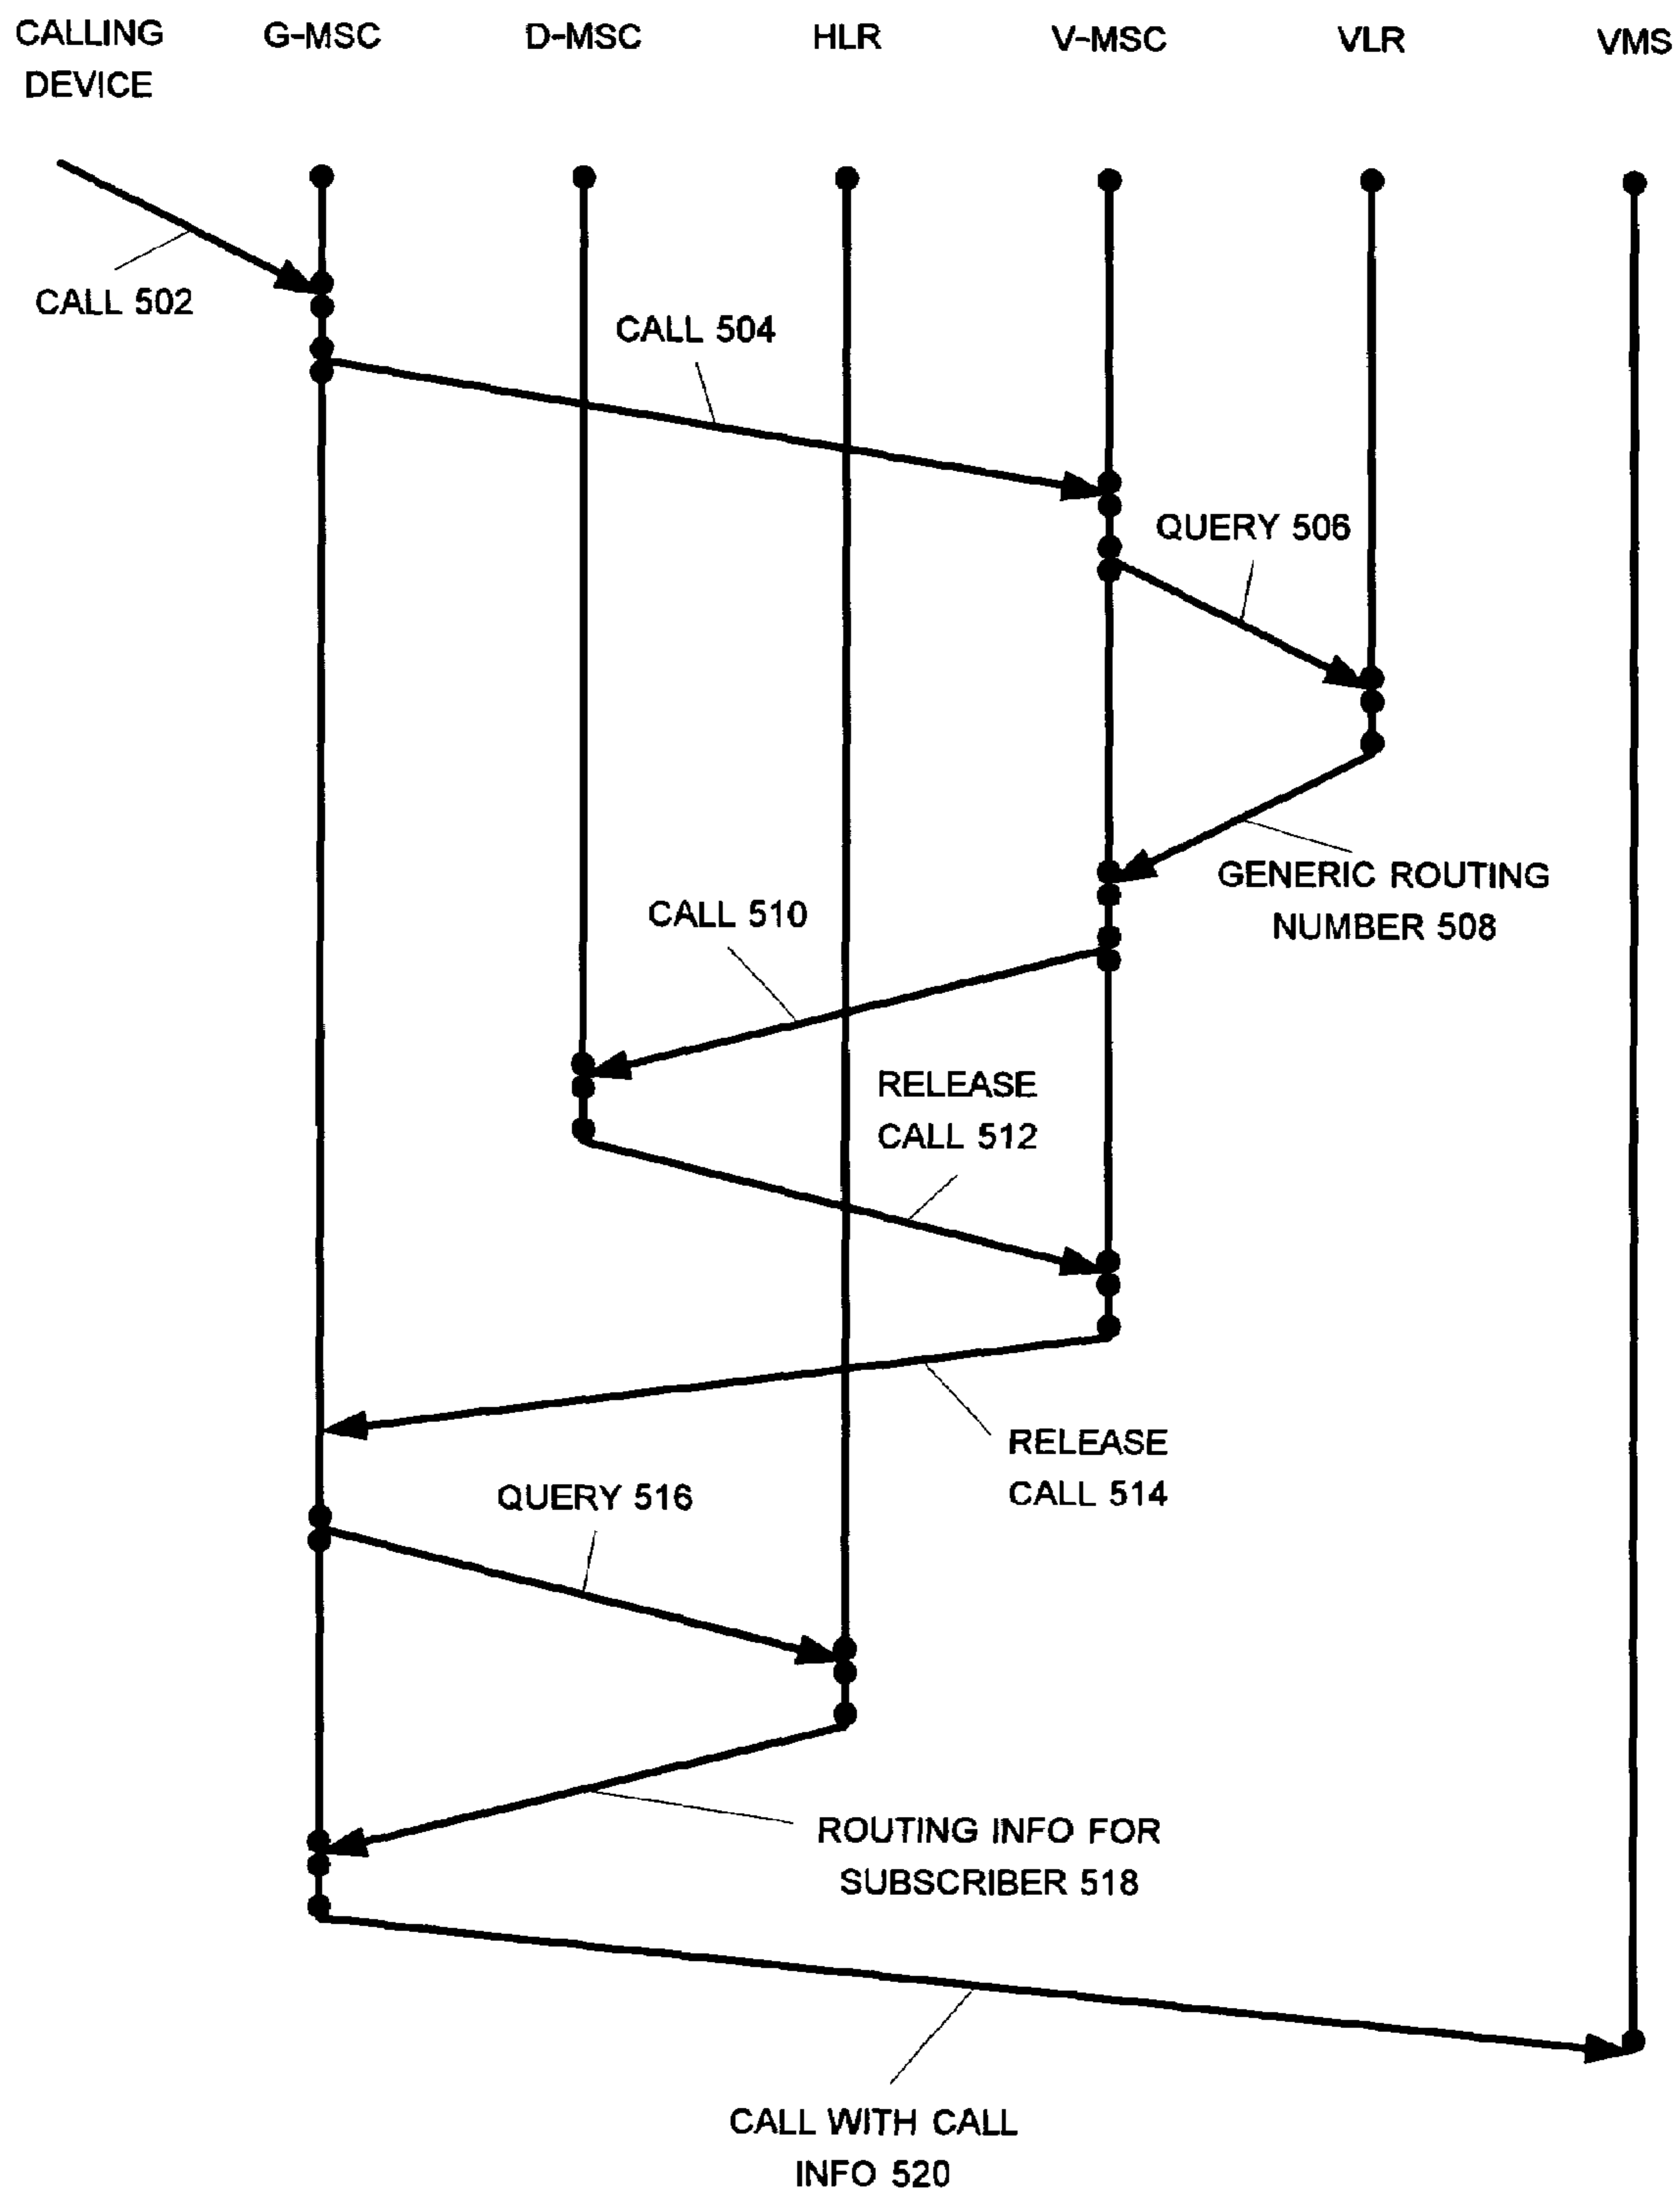 CALLING
DEVICE
G-MSC
D-MSC
HLR
V-MSC
VLR
VMS
CALL 502
CALL 504
QUERY 506
GENERIC ROUTING
NUMBER 508
CALL 510
RELEASE
CALL 512
RELEASE
CALL 514
QUERY 516
ROUTING INFO FOR
SUBSCRIBER 518
CALL WITH CALL
INFO 520